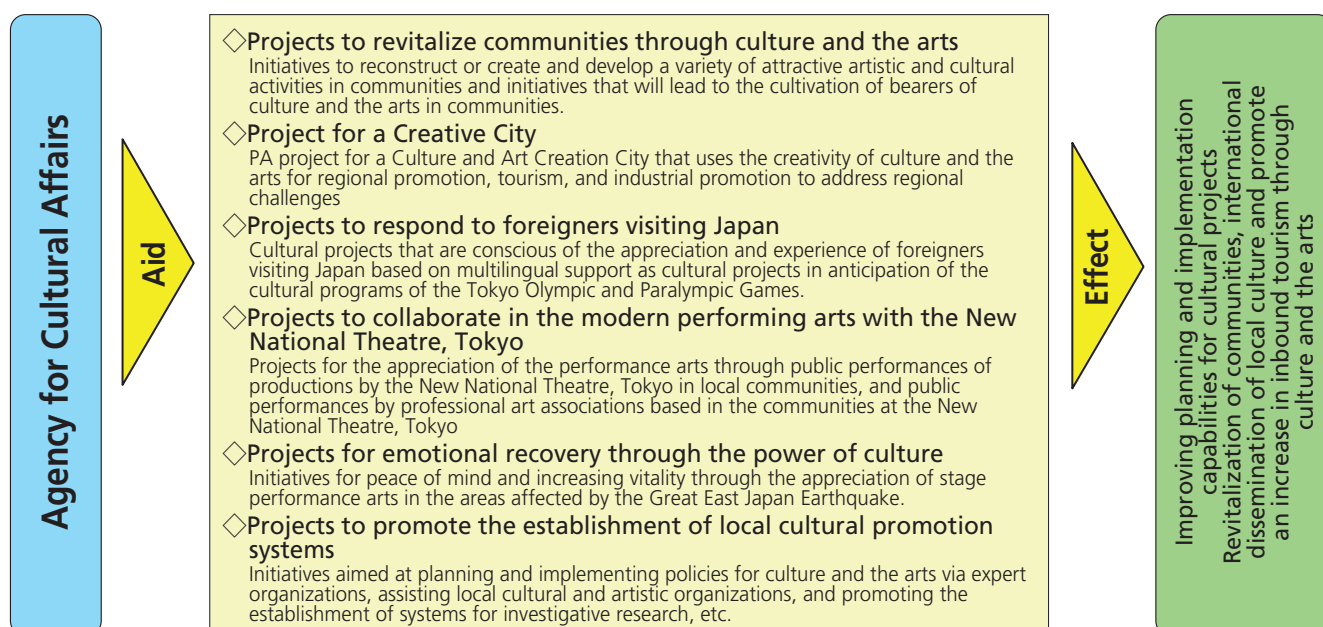 Agency for Cultural Affairs
Aid
◇Projects to revitalize communities through culture and the arts
Initiatives to reconstruct or create and develop a variety of attractive artistic and cultural
activities in communities and initiatives that will lead to the cultivation of bearers of
culture and the arts in communities.
◇Project for a Creative City
PA project for a Culture and Art Creation City that uses the creativity of culture and the
arts for regional promotion, tourism, and industrial promotion to address regional
challenges
◇Projects to respond to foreigners visiting Japan
Cultural projects that are conscious of the appreciation and experience of foreigners
visiting Japan based on multilingual support as cultural projects in anticipation of the
cultural programs of the Tokyo Olympic and Paralympic Games.
◇Projects to collaborate in the modern performing arts with the New
National Theatre, Tokyo
Projects for the appreciation of the performance arts through public performances of
productions by the New National Theatre, Tokyo in local communities, and public
performances by professional art associations based in the communities at the New
National Theatre, Tokyo
◇Projects for emotional recovery through the power of culture
Initiatives for peace of mind and increasing vitality through the appreciation of stage
performance arts in the areas affected by the Great East Japan Earthquake.
◇Projects to promote the establishment of local cultural promotion
systems
Initiatives aimed at planning and implementing policies for culture and the arts via expert
organizations, assisting local cultural and artistic organizations, and promoting the
establishment of systems for investigative research, etc.
Effect
Improving planning and implementation
capabilities for cultural projects
Revitalization of communities, international
dissemination of local culture and promote
an increase in inbound tourism through
culture and the arts